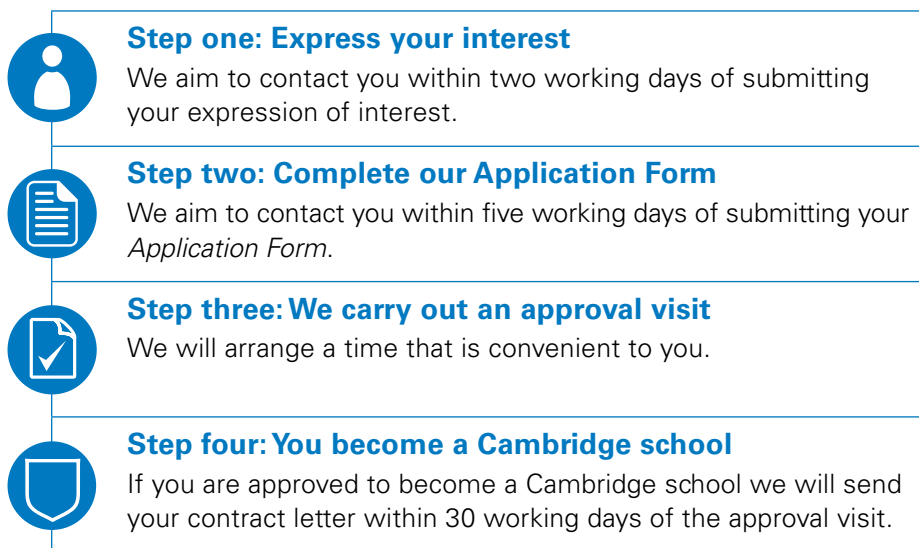 Step one: Express your interest
We aim to contact you within two working days of submitting
your expression of interest.
Step two: Complete our Application Form
We aim to contact you within five working days of submitting your
Application Form.
Step three: We carry out an approval visit
We will arrange a time that is convenient to you.
Step four: You become a Cambridge school
If you are approved to become a Cambridge school we will send
your contract letter within 30 working days of the approval visit.